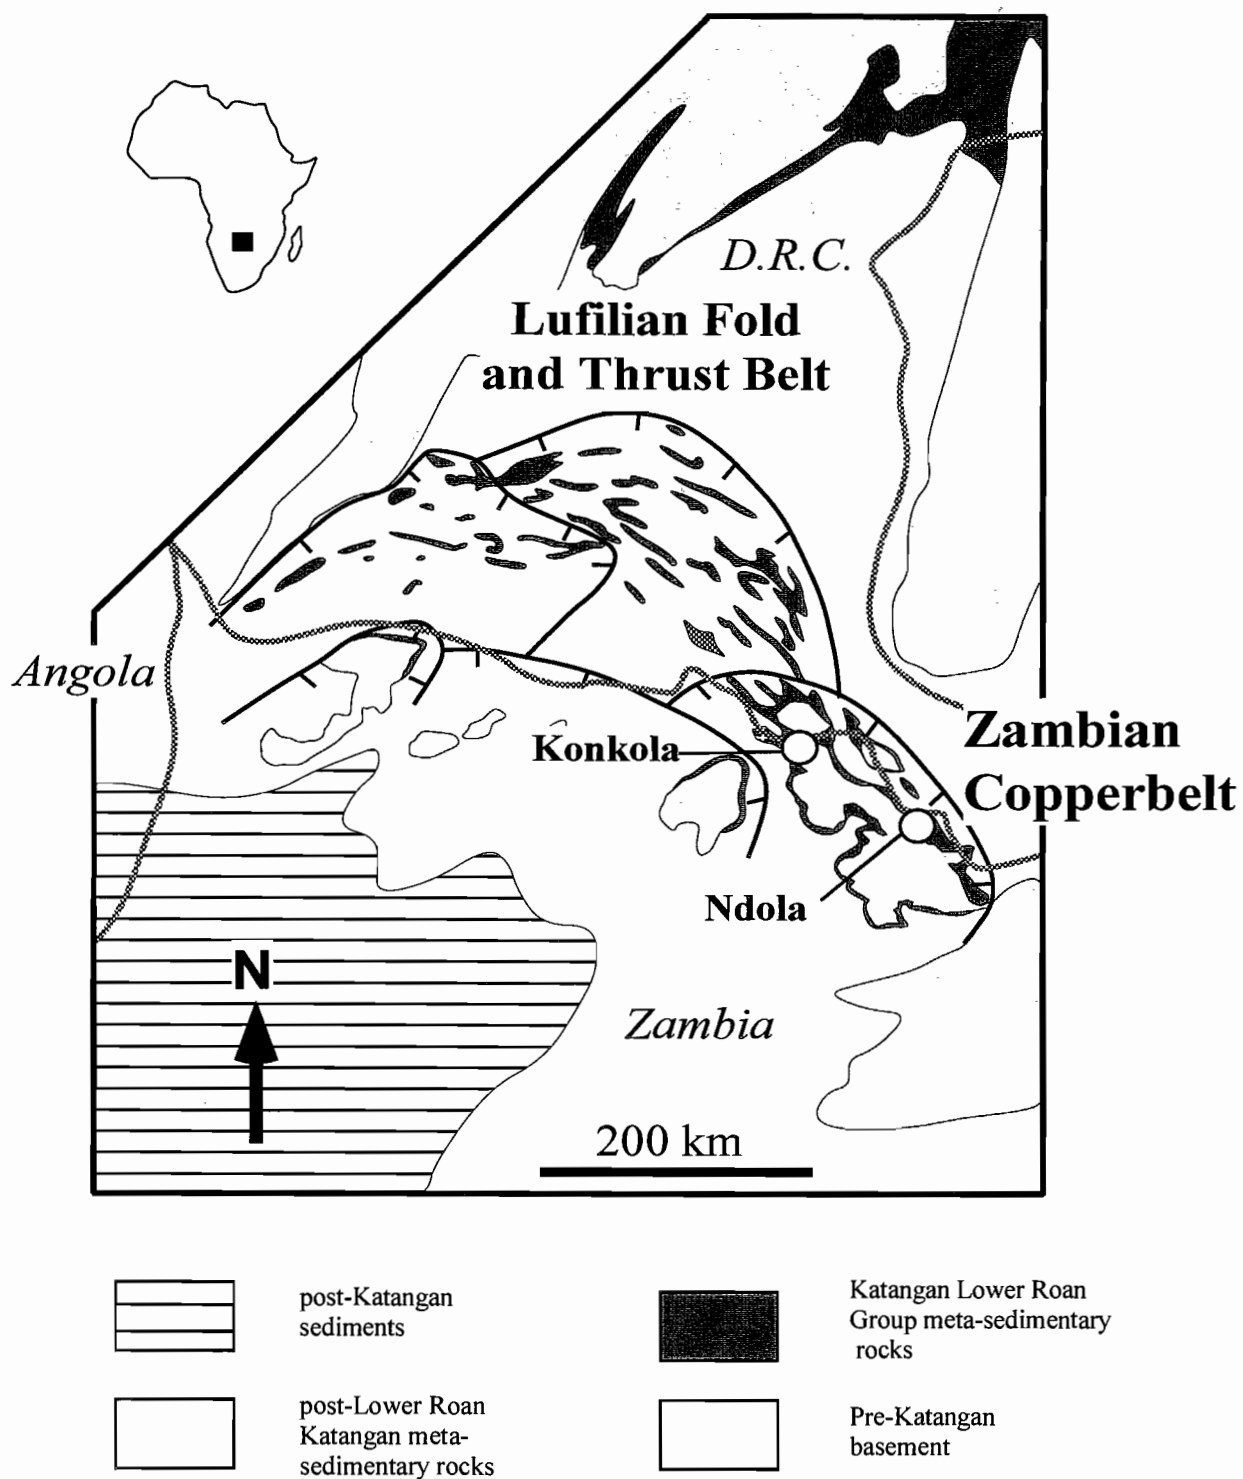 D.R.C.
Lufilian Fold
and Thrust Belt
Angola
Zambian
Copperbelt
Konkola
Ndola
N
Zambia
200 km
post-Katangan
sediments
Katangan Lower Roan
Group meta-sedimentary
rocks
post-Lower Roan
Katangan meta-
sedimentary rocks
Pre-Katangan
basement